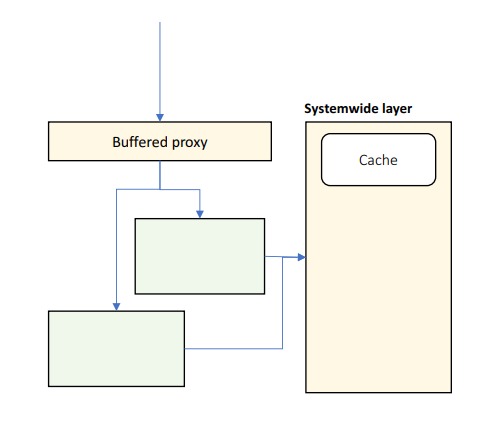 Systemwide layer
Buffered proxy
Cache